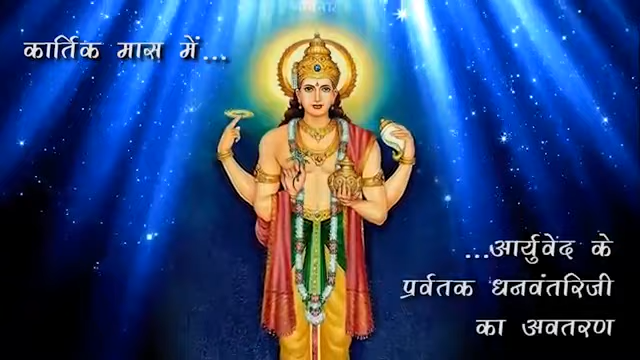 कार्तिक मास में...
...आर्युवेद के
प्रर्वतक धनवंतरिजी
का अवतरण